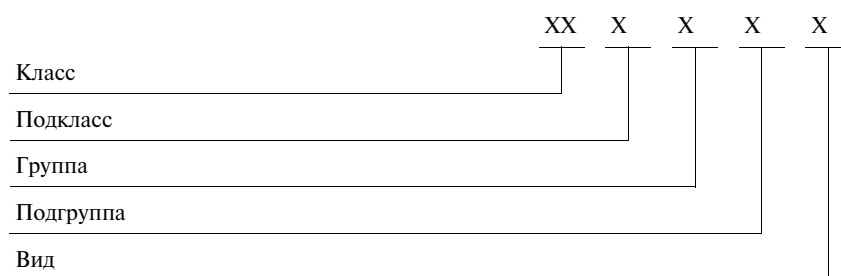 XX X X X X
Класс
Подкласс
Группа
Подгруппа
Вид